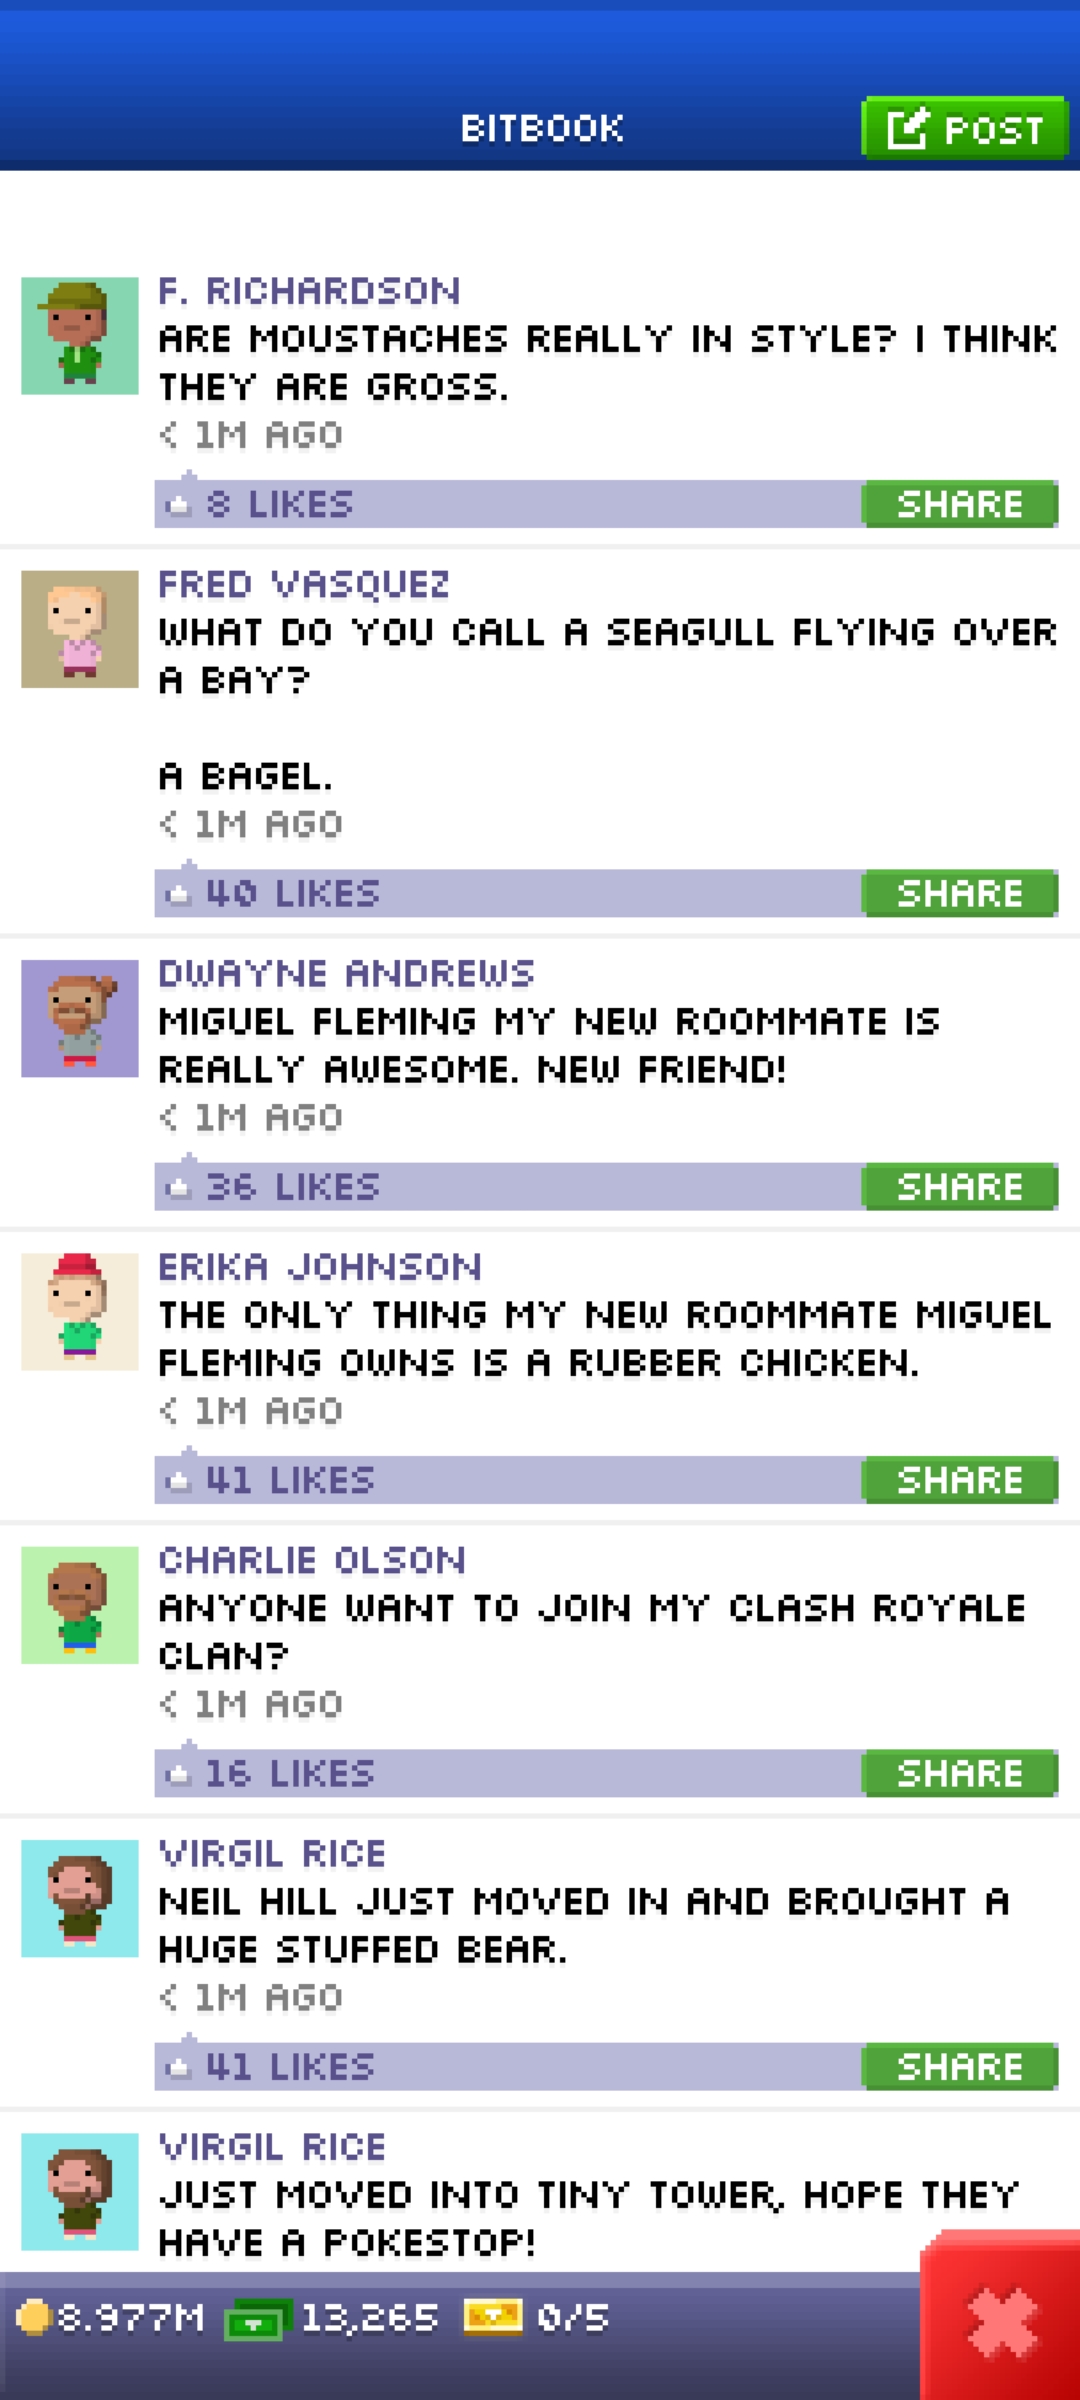 BITBOOK
POST
F. RICHARDSON
ARE MOUSTACHES REALLY IN STYLE? I THINK
THEY ARE GROSS.
< 1M AGO
8 LIKES
SHARE
FRED VASQUEZ
WHAT DO YOU CALL A SEAGULL FLYING OVER
A BAY?
A BAGEL.
< 1M AGO
40 LIKES
SHARE
DWAYNE ANDREWS
MIGUEL FLEMING MY NEW ROOMMATE IS
REALLY AWESOME. NEW FRIEND!
< 1M AGO
36 LIKES
SHARE
ERIKA JOHNSON
THE ONLY THING MY NEW ROOMMATE MIGUEL
FLEMING OWNS IS A RUBBER CHICKEN.
< 1M AGO
41 LIKES
SHARE
CHARLIE OLSON
ANYONE WANT TO JOIN MY CLASH ROYALE
CLAN?
< 1M AGO
16 LIKES
SHARE
VIRGIL RICE
NEIL HILL JUST MOVED IN AND BROUGHT A
HUGE STUFFED BEAR.
< 1M AGO
41 LIKES
SHARE
VIRGIL RICE
JUST MOVED INTO TINY TOWER, HOPE THEY
HAVE A POKESTOP!
8.977M 13,265 0/5